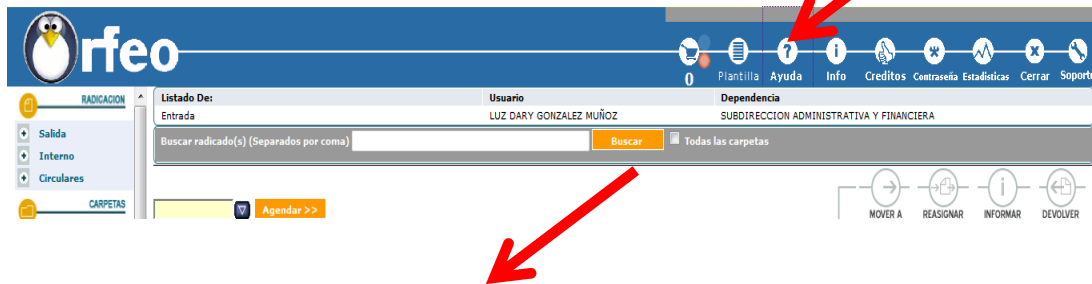 Orfeo
0 Plantilla Ayuda Info Creditos Contraseña Estadisticas Cerrar Soporte
RADICACION
Salida
Interno
Circulares
CARPETAS
Listado De: Usuario Dependencia
Entrada LUZ DARY GONZALEZ MUÑOZ SUBDIRECCION ADMINISTRATIVA Y FINANCIERA
Buscar radicado(s) (Separados por coma) Buscar Todas las carpetas
Agendar >>
MOVER A REASIGNAR INFORMAR DEVOLVER